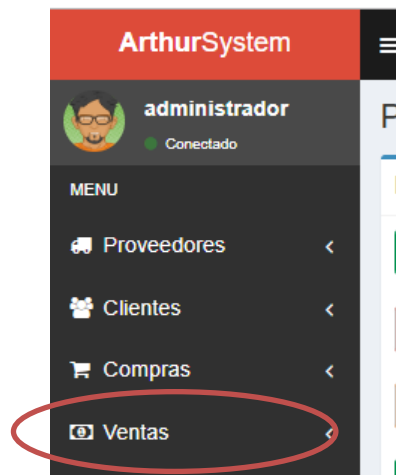 ArthurSystem
administrador
Conectado
MENU
Proveedores
Clientes
Compras
Ventas